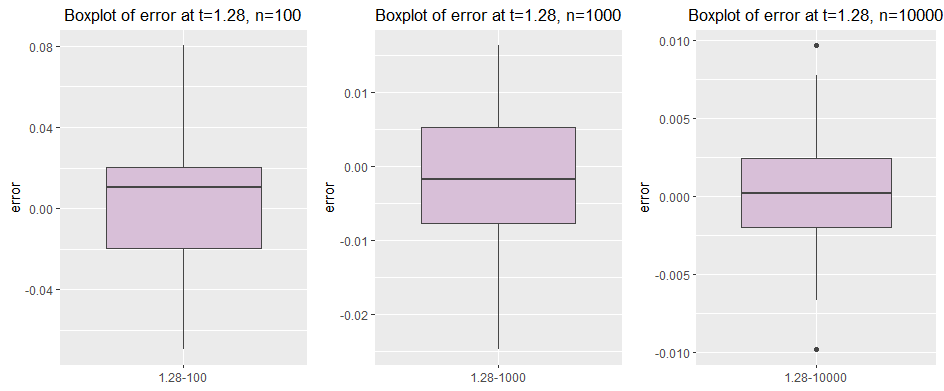 Boxplot of error at t=1.28, n=100
0.08
0.04
0.00
-0.04
error
1.28-100
Boxplot of error at t=1.28, n=1000
0.01
0.00
-0.01
-0.02
error
1.28-1000
Boxplot of error at t=1.28, n=10000
0.010
0.005
0.000
-0.005
-0.010
error
1.28-10000